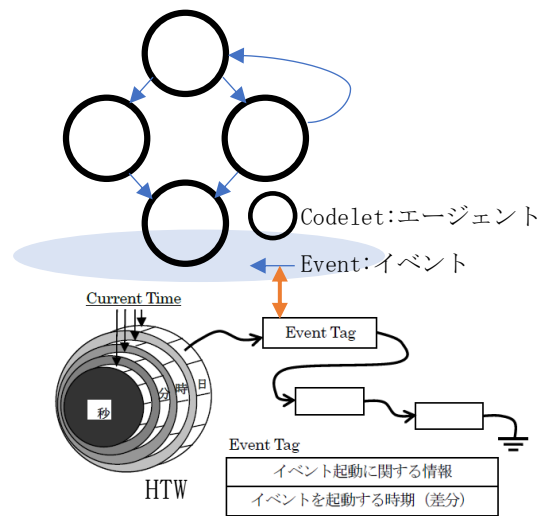 Codelet:エージェント
Event:イベント
Current Time
Event Tag
日
時
分
秒
HTW
Event Tag
イベント起動に関する情報
イベントを起動する時期（差分）